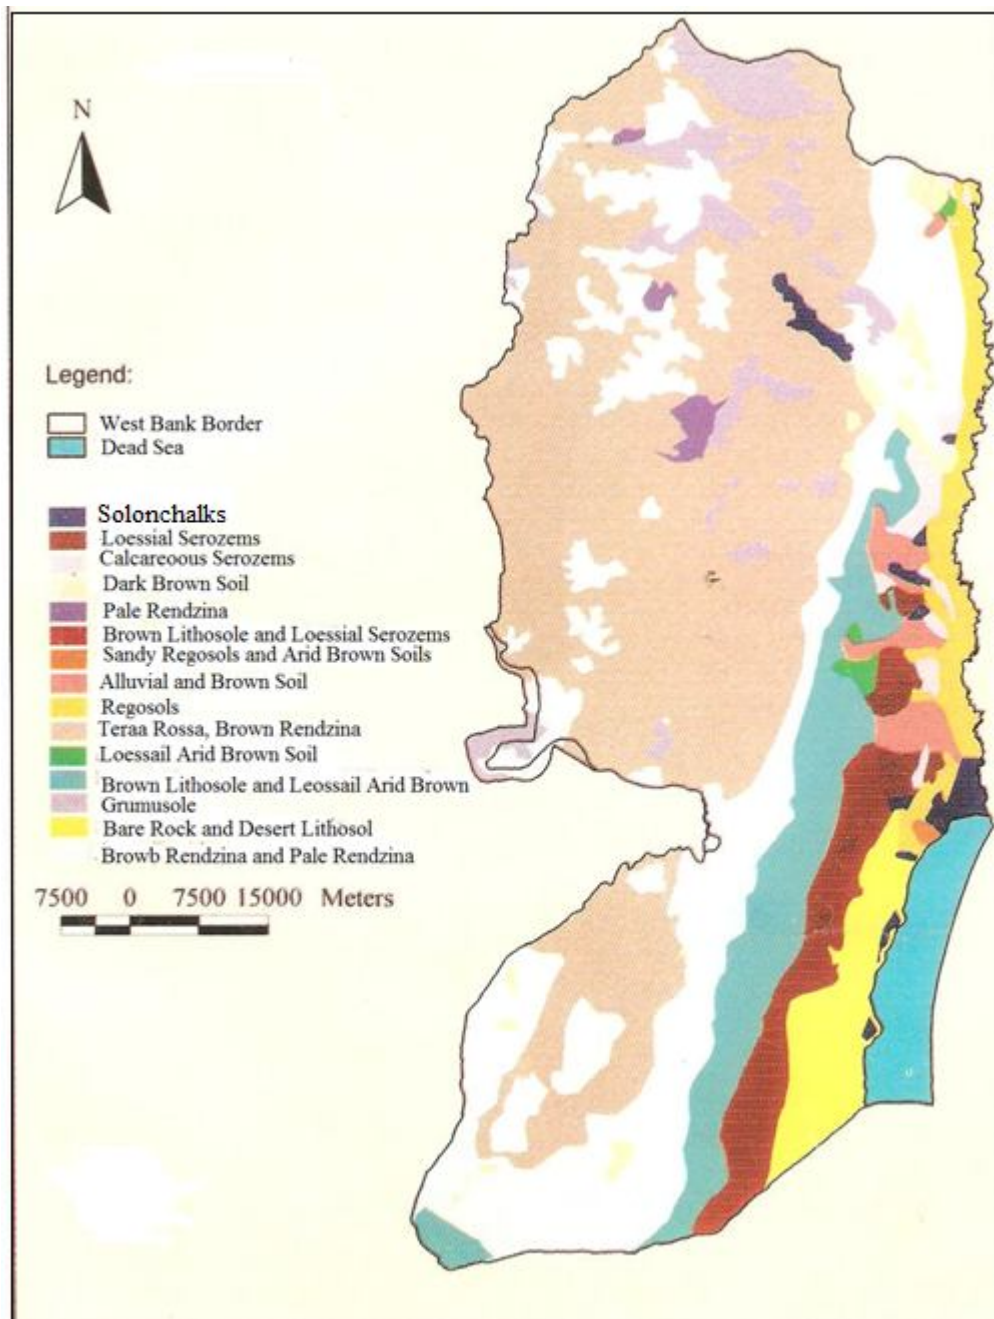 N
Legend:
West Bank Border
Dead Sea
Solonchalks
Loessial Serozems
Calcareoous Serozems
Dark Brown Soil
Pale Rendzina
Brown Lithosole and Loessial Serozems
Sandy Regosols and Arid Brown Soils
Alluvial and Brown Soil
Regosols
Teraa Rossa, Brown Rendzina
Loessail Arid Brown Soil
Brown Lithosole and Leossail Arid Brown
Grumusole
Bare Rock and Desert Lithosol
Browb Rendzina and Pale Rendzina
7500 0 7500 15000 Meters